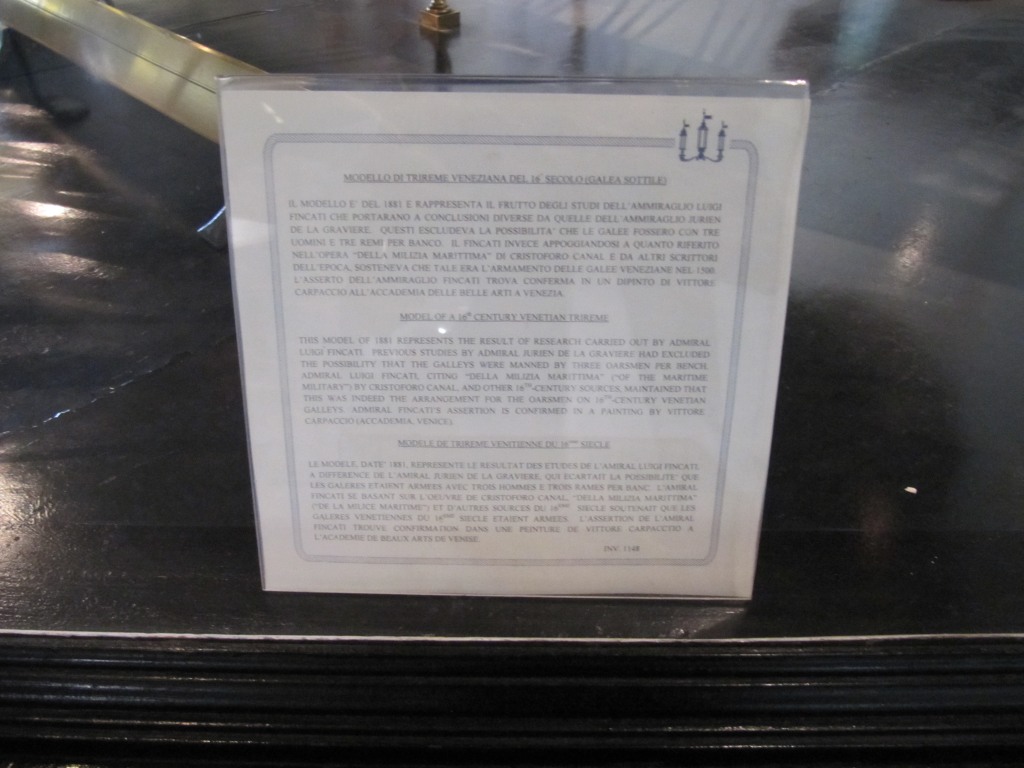 MODELLO DI TRIREME VENEZIANA DEL 16° SECOLO (GALEA SOTTILE)
IL MODELLO E' DEL 1881 E RAPPRESENTA IL FRUTTO DEGLI STUDI DELL'AMMIRAGLIO LUIGI
FINCATI CHE PORTARANO A CONCLUSIONI DIVERSE DA QUELLE DELL'AMMIRAGLIO JURIEN
DE LA GRAVIERE. QUESTI ESCLUDEVA LA POSSIBILITA' CHE LE GALEE FOSSERO CON TRE
UOMINI E TRE REMI PER BANCO. IL FINCATI INVECE APPOGGIANDOSI A QUANTO RIFERITO
NELL'OPERA "DELLA MILIZIA MARITTIMA" DI CRISTOFORO CANAL E DA ALTRI SCRITTORI
DELL'EPOCA, SOSTENEVA CHE TALE ERA L'ARMAMENTO DELLE GALEE VENEZIANE NEL 1500.
L'ASSERTO DELL'AMMIRAGLIO FINCATI TROVA CONFERMA IN UN DIPINTO DI VITTORE
CARPACCIO ALL'ACCADEMIA DELLE BELLE ARTI A VENEZIA.
MODEL OF A 16th CENTURY VENETIAN TRIREME
THIS MODEL OF 1881 REPRESENTS THE RESULT OF RESEARCH CARRIED OUT BY ADMIRAL
LUIGI FINCATI. PREVIOUS STUDIES BY ADMIRAL JURIEN DE LA GRAVIERE HAD EXCLUDED
THE POSSIBILITY THAT THE GALLEYS WERE MANNED BY THREE OARSMEN PER BENCH.
ADMIRAL LUIGI FINCATI, CITING "DELLA MILIZIA MARITTIMA" ("OF THE MARITIME
MILITARY") BY CRISTOFORO CANAL, AND OTHER 16TH-CENTURY SOURCES, MAINTAINED THAT
THIS WAS INDEED THE ARRANGEMENT FOR THE OARSMEN ON 16TH-CENTURY VENETIAN
GALLEYS. ADMIRAL FINCATI'S ASSERTION IS CONFIRMED IN A PAINTING BY VITTORE
CARPACCIO (ACCADEMIA, VENICE).
MODELE DE TRIREME VENITIENNE DU 16eme SIECLE
LE MODELE, DATE' 1881, REPRESENTE LE RESULTAT DES ETUDES DE L'AMIRAL LUIGI FINCATI.
A DIFFERENCE DE L'AMIRAL JURIEN DE LA GRAVIERE, QUI ECARTAIT LA POSSIBILITE' QUE
LES GALERES ETAIENT ARMEES AVEC TROIS HOMMES E TROIS RAMES PER BANC. L'AMIRAL
FINCATI SE BASANT SUR L'OEUVRE DE CRISTOFORO CANAL, "DELLA MILIZIA MARITTIMA"
("DE LA MILICE MARITIME") ET D'AUTRES SOURCES DU 16EME SIECLE SOUTENAIT QUE LES
GALERES VENETIENNES DU 16EME SIECLE ETAIENT ARMEES. L'ASSERTION DE L'AMIRAL
FINCATI TROUVE CONFIRMATION DANS UNE PEINTURE DE VITTORE CARPACCTIO A
L'ACADEMIE DE BEAUX ARTS DE VENISE.
INV. 1148